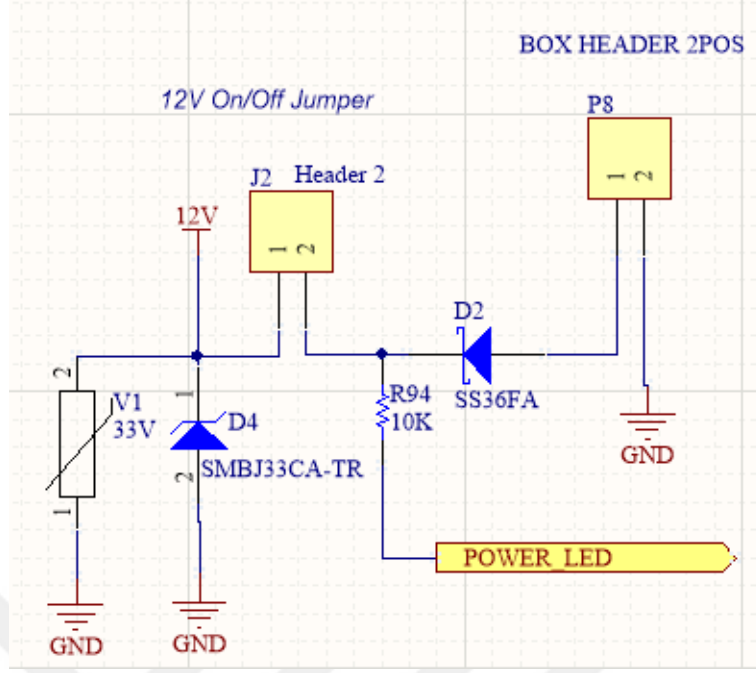 BOX HEADER 2POS
12V On/Off Jumper
P8
1 2
J2 Header 2
1 2
12V
D2
SS36FA
2
V1
33V
1
1
D4
SMBJ33CA-TR
2
R94
10K
GND
POWER_LED
GND
GND